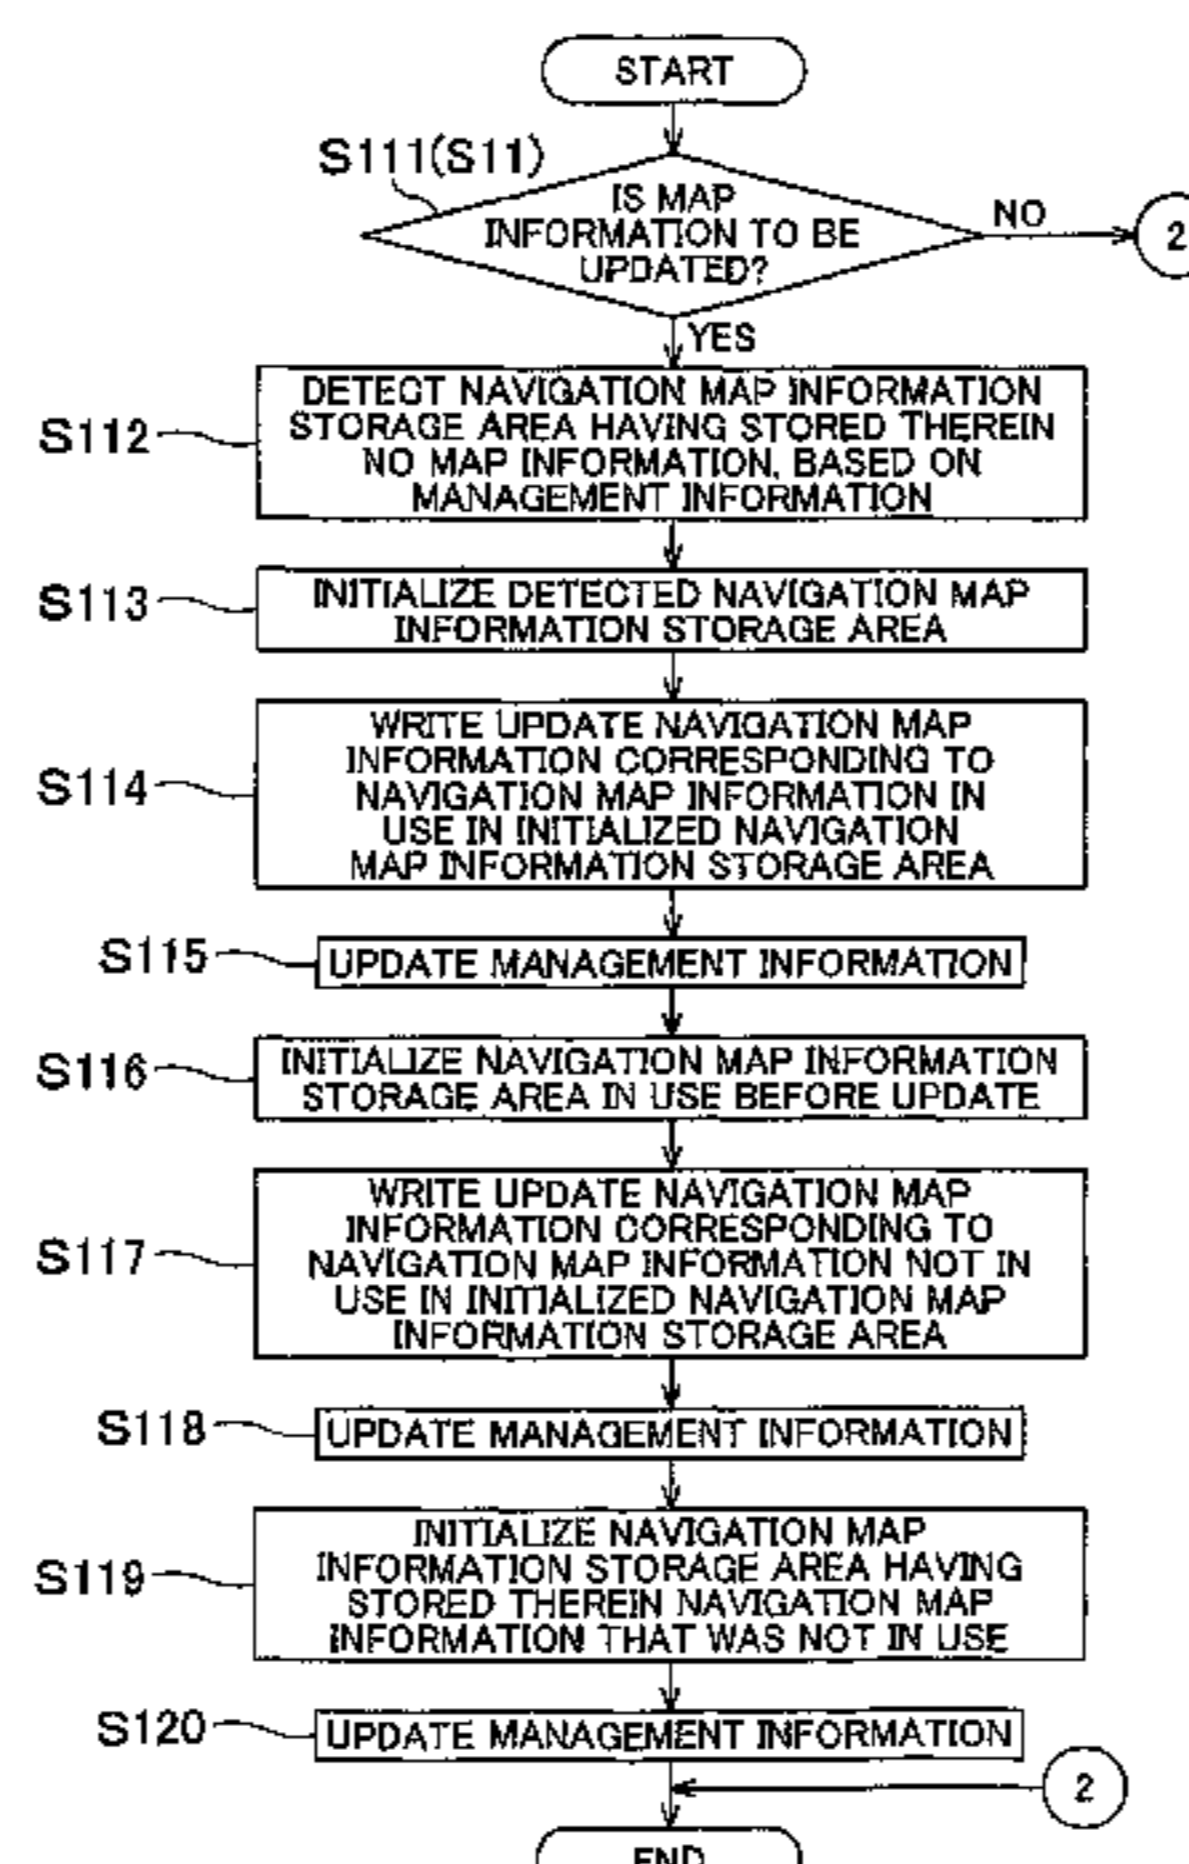 START
S111(S11)
IS MAP
INFORMATION TO BE
UPDATED?
NO
2
YES
S112
DETECT NAVIGATION MAP INFORMATION
STORAGE AREA HAVING STORED THEREIN
NO MAP INFORMATION, BASED ON
MANAGEMENT INFORMATION
S113
INITIALIZE DETECTED NAVIGATION MAP
INFORMATION STORAGE AREA
S114
WRITE UPDATE NAVIGATION MAP
INFORMATION CORRESPONDING TO
NAVIGATION MAP INFORMATION IN
USE IN INITIALIZED NAVIGATION
MAP INFORMATION STORAGE AREA
S115
UPDATE MANAGEMENT INFORMATION
S116
INITIALIZE NAVIGATION MAP INFORMATION
STORAGE AREA IN USE BEFORE UPDATE
S117
WRITE UPDATE NAVIGATION MAP
INFORMATION CORRESPONDING TO
NAVIGATION MAP INFORMATION NOT IN
USE IN INITIALIZED NAVIGATION MAP
INFORMATION STORAGE AREA
S118
UPDATE MANAGEMENT INFORMATION
S119
INITIALIZE NAVIGATION MAP
INFORMATION STORAGE AREA HAVING
STORED THEREIN NAVIGATION MAP
INFORMATION THAT WAS NOT IN USE
S120
UPDATE MANAGEMENT INFORMATION
2
END